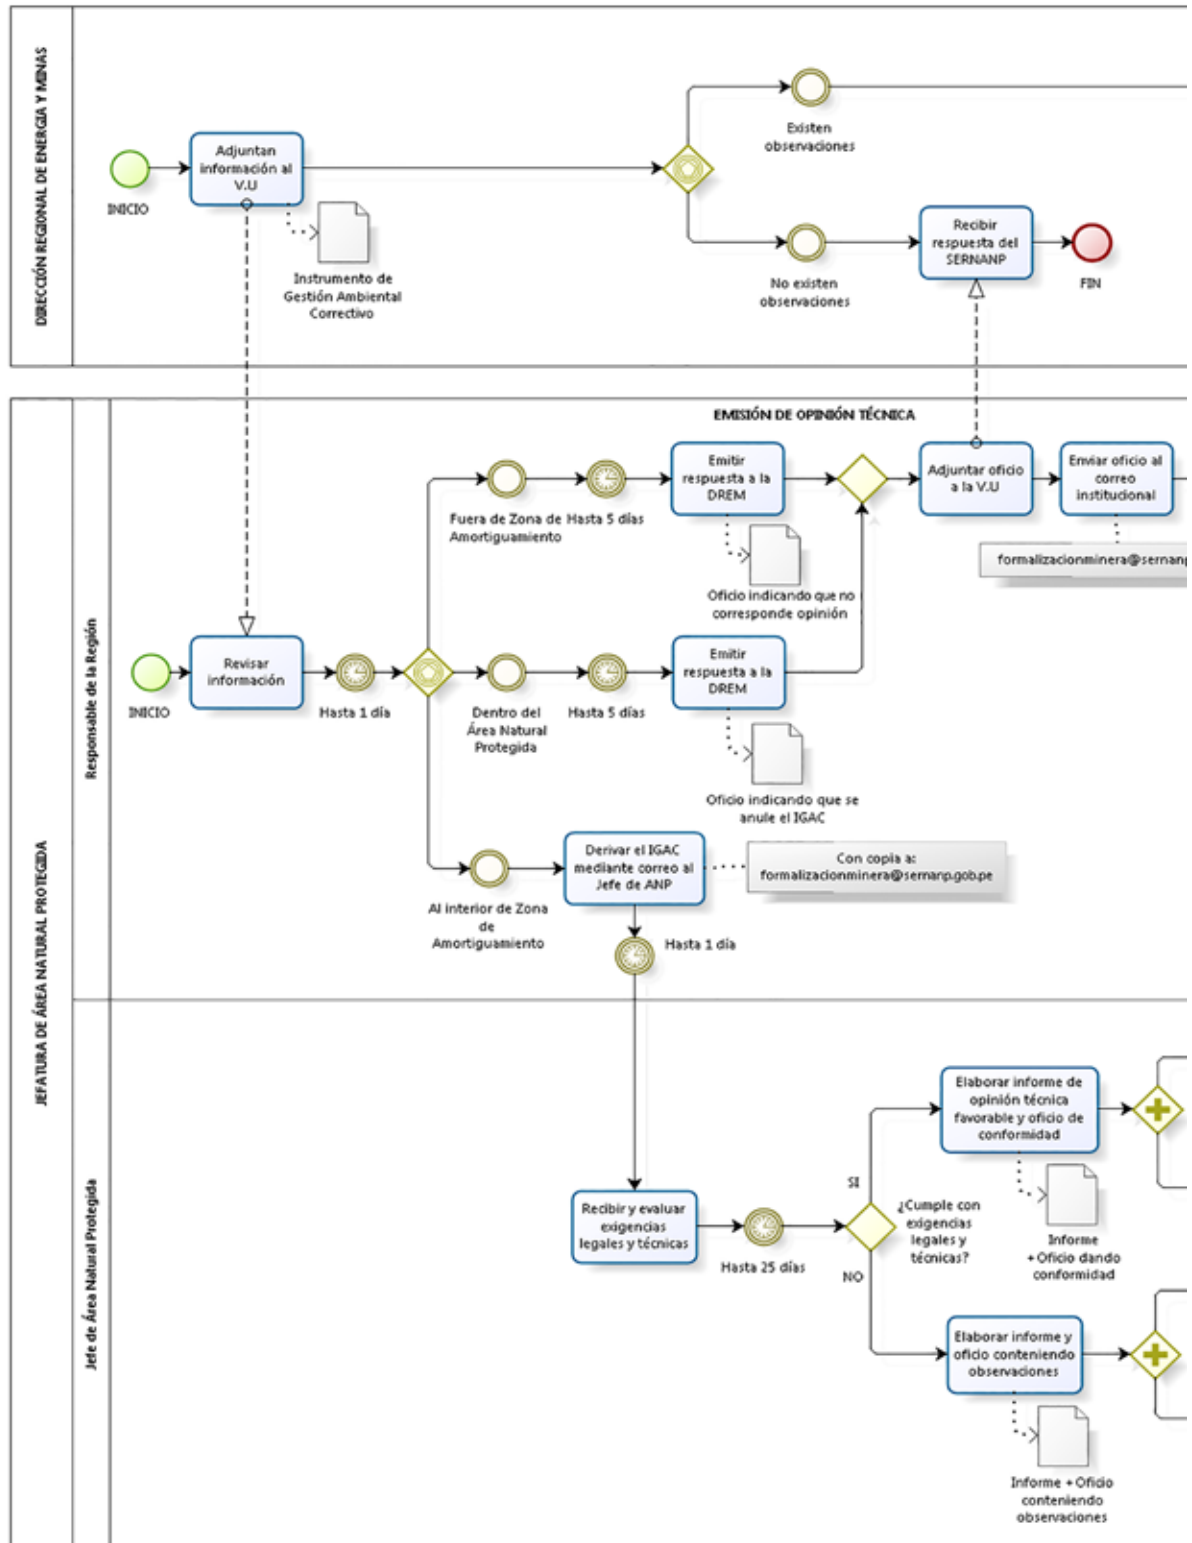 DIRECCIÓN REGIONAL DE ENERGIA Y MINAS
INICIO
Adjuntan
información al
V.U
Instrumento de
Gestión Ambiental
Correctivo
Existen
observaciones
No existen
observaciones
Recibir
respuesta del
SERNANP
FIN
JEFATURA DE ÁREA NATURAL PROTEGIDA
Responsable de la Región
EMISIÓN DE OPINIÓN TÉCNICA
INICIO
Revisar
información
Hasta 1 día
Fuera de Zona de
Amortiguamiento
Hasta 5 días
Emitir
respuesta a la
DREM
Oficio indicando que no
corresponde opinión
Adjuntar oficio
a la V.U
Enviar oficio al
correo
institucional
formalizacionminera@sernanp
Dentro del
Área Natural
Protegida
Hasta 5 días
Emitir
respuesta a la
DREM
Oficio indicando que se
anule el IGAC
Al interior de Zona
de
Amortiguamiento
Derivar el IGAC
mediante correo al
Jefe de ANP
Con copia a:
formalizacionminera@sernanp.gob.pe
Hasta 1 día
Jefe de Área Natural Protegida
Recibir y evaluar
exigencias
legales y técnicas
Hasta 25 días
SI
¿Cumple con
exigencias
legales y
técnicas?
NO
Elaborar informe de
opinión técnica
favorable y oficio de
conformidad
Informe
+Oficio dando
conformidad
Elaborar informe y
oficio conteniendo
observaciones
Informe + Oficio
conteniendo
observaciones